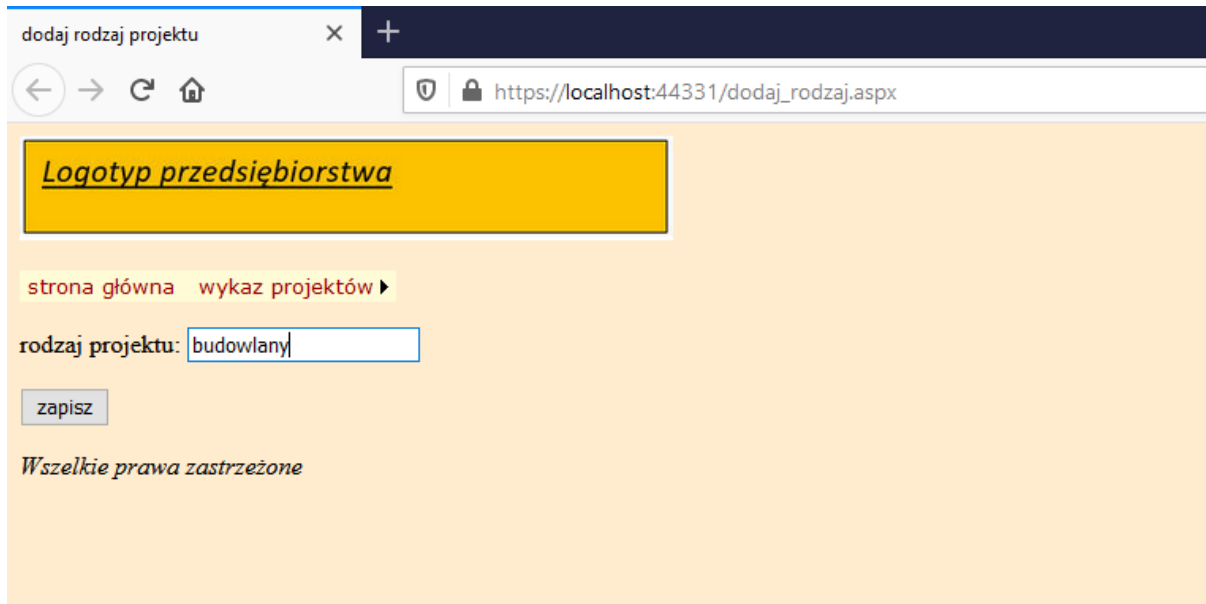 dodaj rodzaj projektu
https://localhost:44331/dodaj_rodzaj.aspx
Logotyp przedsiębiorstwa
strona główna wykaz projektów
rodzaj projektu: budowlany
zapisz
Wszelkie prawa zastrzeżone